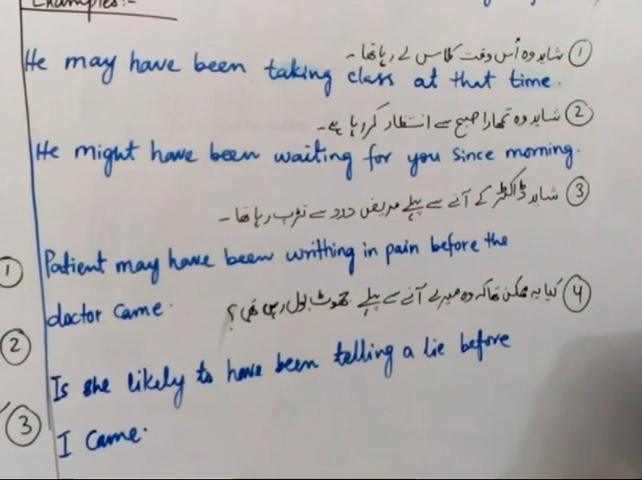 Examples:-
① شاید وہ اُس وقت کلاس لے رہا تھا۔
He may have been taking class at that time.
② شاید وہ تمھارا صبح سے انتظار کر رہا ہے۔
He might have been waiting for you since morning.
③ شاید ڈاکٹر کے آنے سے پہلے مریض درد سے تڑپ رہا تھا۔
① Patient may have been writhing in pain before the
doctor came.
④ کیا یہ ممکن تھا کہ وہ میرے آنے سے پہلے جھوٹ بول رہی تھی؟
②
Is she likely to have been telling a lie before
③ I came.